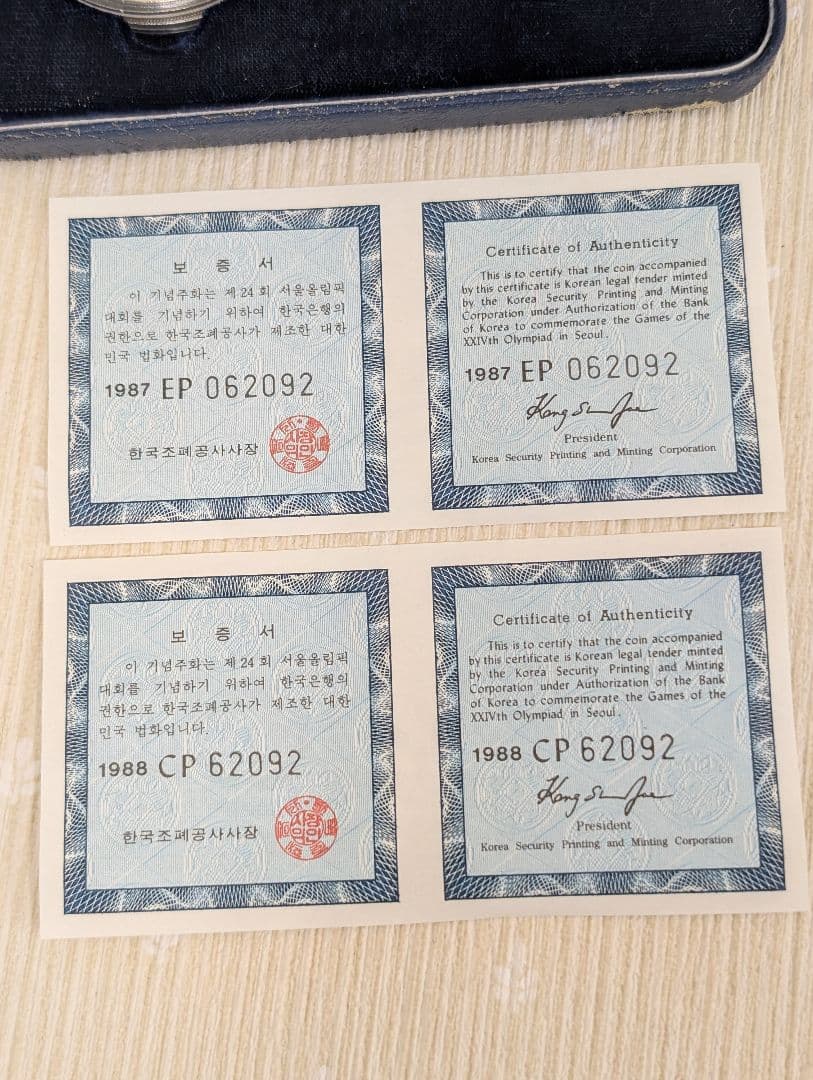 보 증 서
이 기념주화는 제 24 회 서울올림픽
대회를 기념하기 위하여 한국은행의
권한으로 한국조폐공사가 제조한 대한
민국 법화입니다.
1987 EP 062092
한국조폐공사사장
Certificate of Authenticity
This is to certify that the coin accompanied
by this certificate is Korean legal tender minted
by the Korea Security Printing and Minting
Corporation under Authorization of the Bank
of Korea to commemorate the Games of the
XXIVth Olympiad in Seoul.
1987 EP 062092
President
Korea Security Printing and Minting Corporation
보 증 서
이 기념주화는 제 24 회 서울올림픽
대회를 기념하기 위하여 한국은행의
권한으로 한국조폐공사가 제조한 대한
민국 법화입니다.
1988 CP 62092
한국조폐공사사장
Certificate of Authenticity
This is to certify that the coin accompanied
by this certificate is Korean legal tender minted
by the Korea Security Printing and Minting
Corporation under Authorization of the Bank
of Korea to commemorate the Games of the
XXIVth Olympiad in Seoul.
1988 CP 62092
President
Korea Security Printing and Minting Corporation